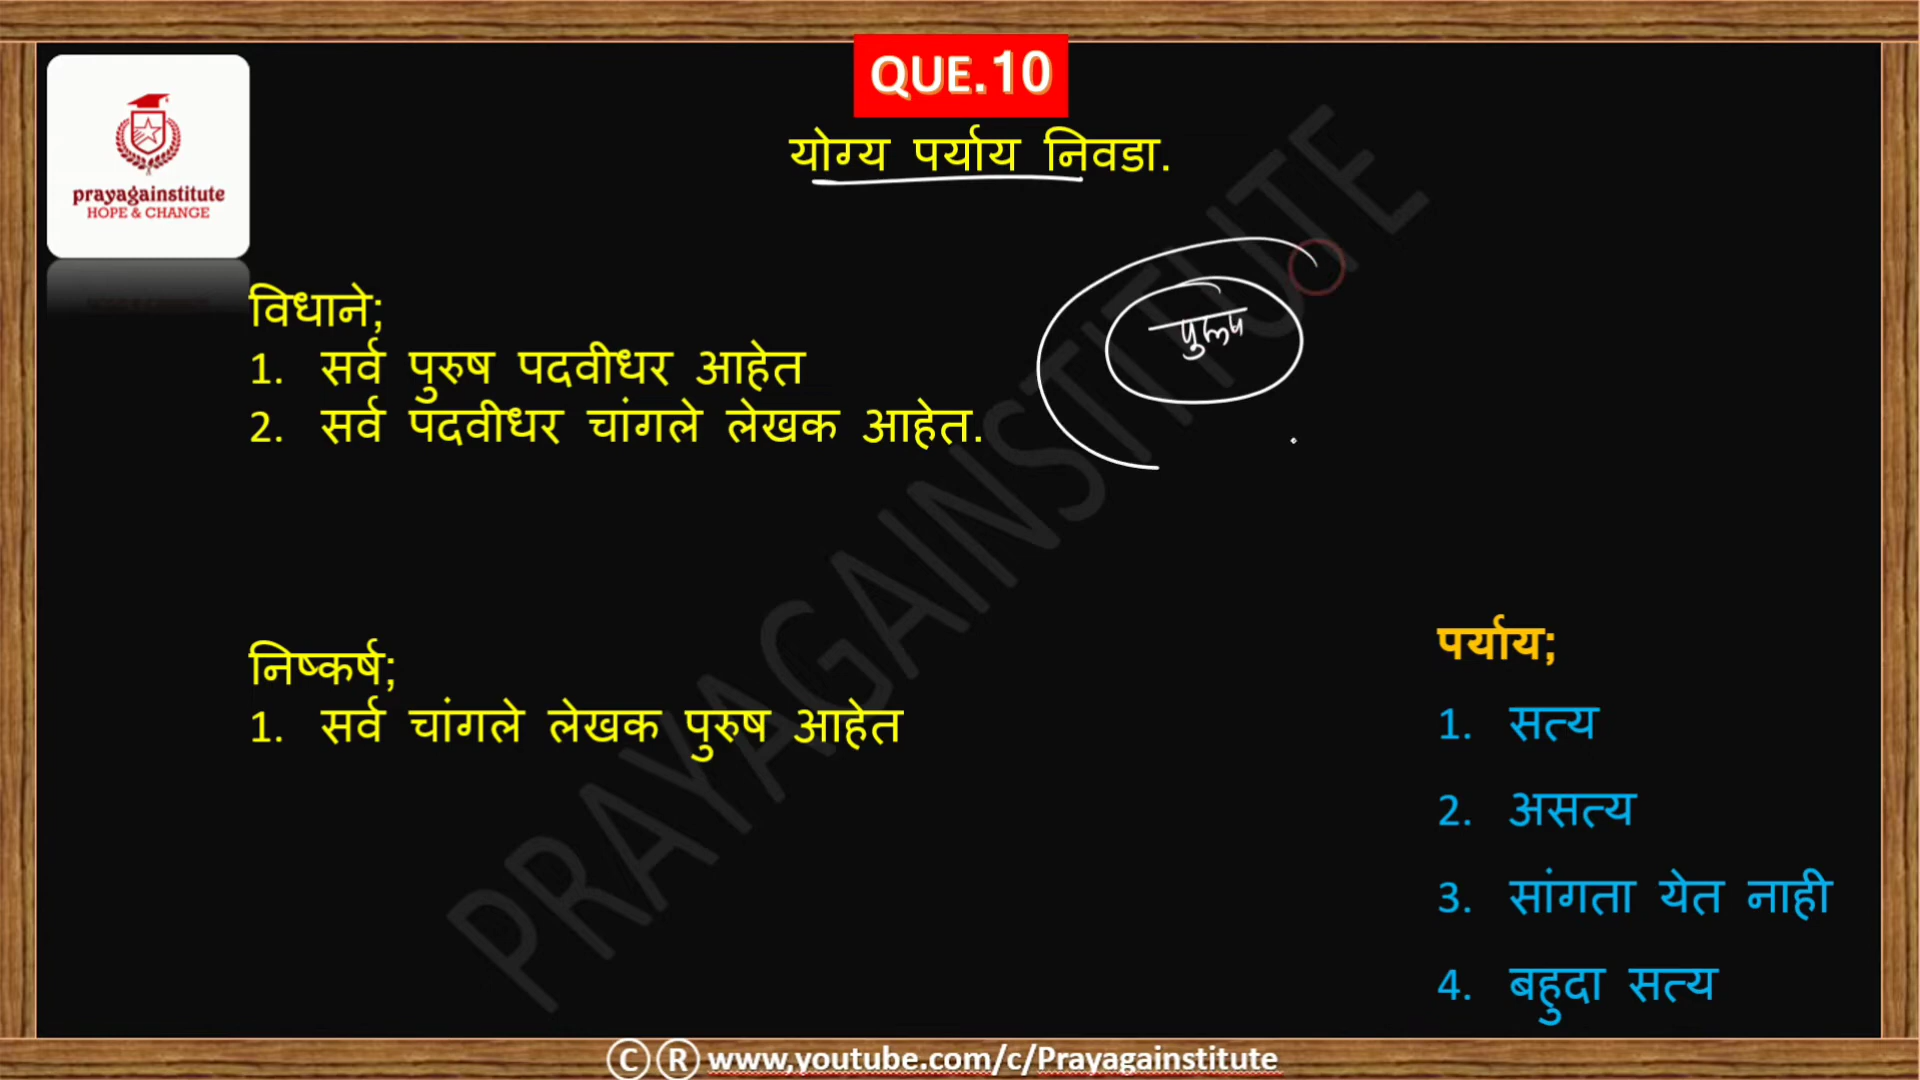 QUE.10
योग्य पर्याय निवडा.
prayagainstitute
HOPE & CHANGE
विधाने;
1. सर्व पुरुष पदवीधर आहेत
2. सर्व पदवीधर चांगले लेखक आहेत.
पुरुष
निष्कर्ष;
1. सर्व चांगले लेखक पुरुष आहेत
पर्याय;
1. सत्य
2. असत्य
3. सांगता येत नाही
4. बहुदा सत्य
PRAYAGAINSTITUTE
© ® www,youtube.com/c/Prayagainstitute